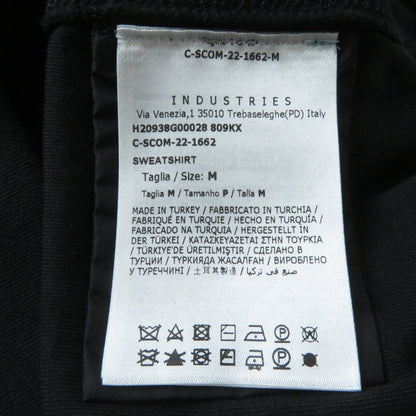 C-SCOM-22-1662-M
INDUSTRIES
Via Venezia,1 35010 Trebaseleghe(PD) Italy
H20938G00028 809KX
C-SCOM-22-1662
SWEATSHIRT
Taglia / Size: M
Taglia M / Tamanho P / Talla M
MADE IN TURKEY / FABBRICATO IN TURCHIA /
FABRIQUÉ EN TURQUIE / HECHO EN TURQUÍA /
FABRICADO NA TURQUIA / HERGESTELLT IN
DER TÜRKEI / ΚΑΤΑΣΚΕΥΑΖΕΤΑΙ ΣΤΗΝ ΤΟΥΡΚΙΑ
/ TÜRKİYE'DE ÜRETİLMİŞTİR / СДЕЛАНО В
ТУРЦИИ / ТҮРКИЯДА ЖАСАЛҒАН / ВИРОБЛЕНО
У ТУРЕЧЧИНІ / 土耳其製造 / صنع في تركيا